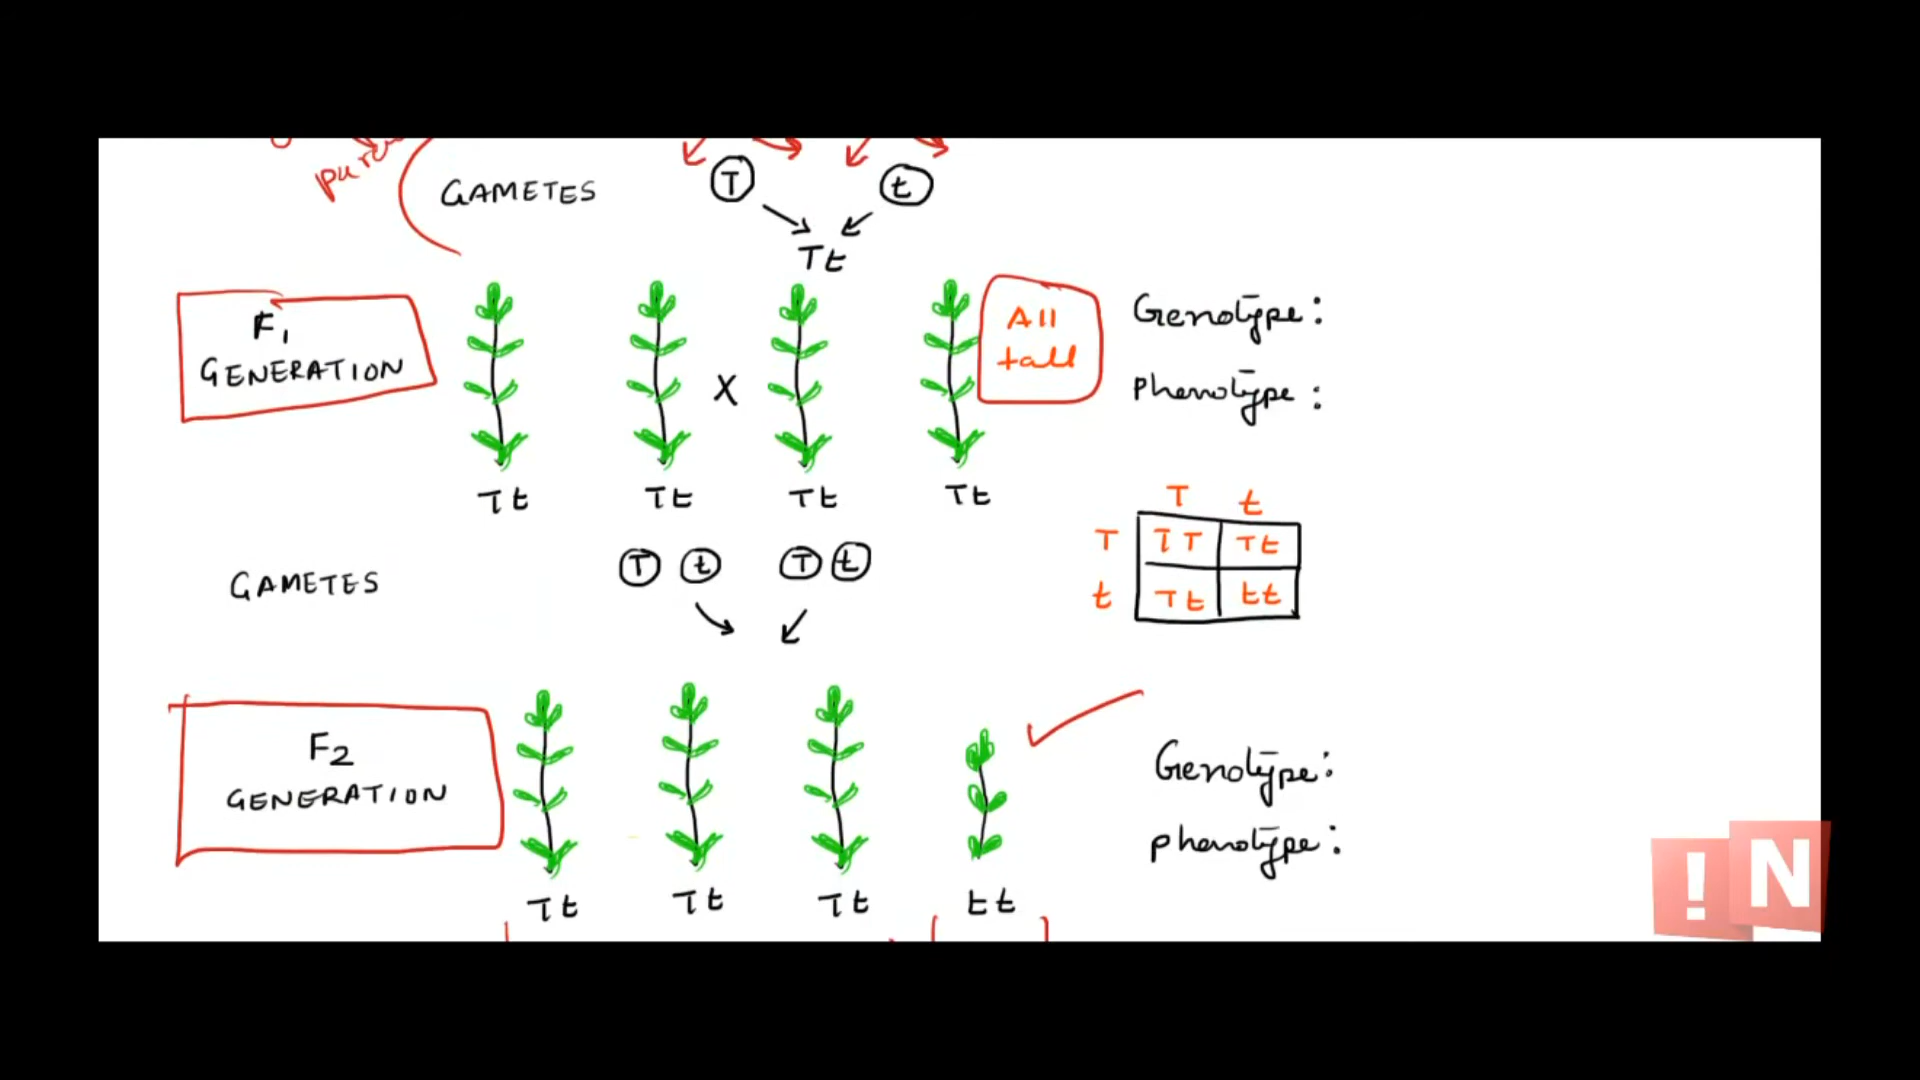 pure
GAMETES
T t
Tt
F1
GENERATION
All
tall
Genotype:
Phenotype:
X
Tt Tt Tt Tt
T t
T TT Tt
t Tt tt
GAMETES
T t T t
F2
GENERATION
Genotype:
phenotype:
Tt Tt Tt tt
!N